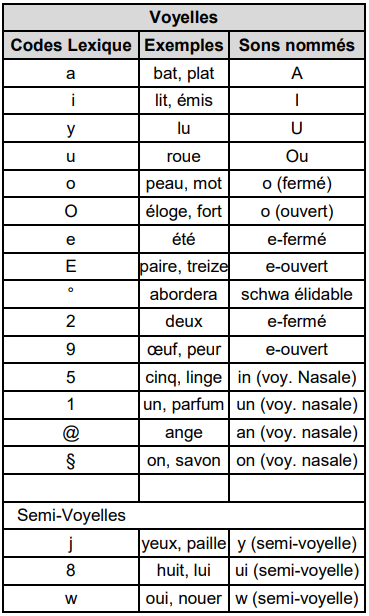 Voyelles
Codes Lexique Exemples Sons nommés
a bat, plat A
i lit, émis I
y lu U
u roue Ou
o peau, mot o (fermé)
O éloge, fort o (ouvert)
e été e-fermé
E paire, treize e-ouvert
° abordera schwa élidable
2 deux e-fermé
9 œuf, peur e-ouvert
5 cinq, linge in (voy. Nasale)
1 un, parfum un (voy. nasale)
@ ange an (voy. nasale)
§ on, savon on (voy. nasale)
Semi-Voyelles
j yeux, paille y (semi-voyelle)
8 huit, lui ui (semi-voyelle)
w oui, nouer w (semi-voyelle)